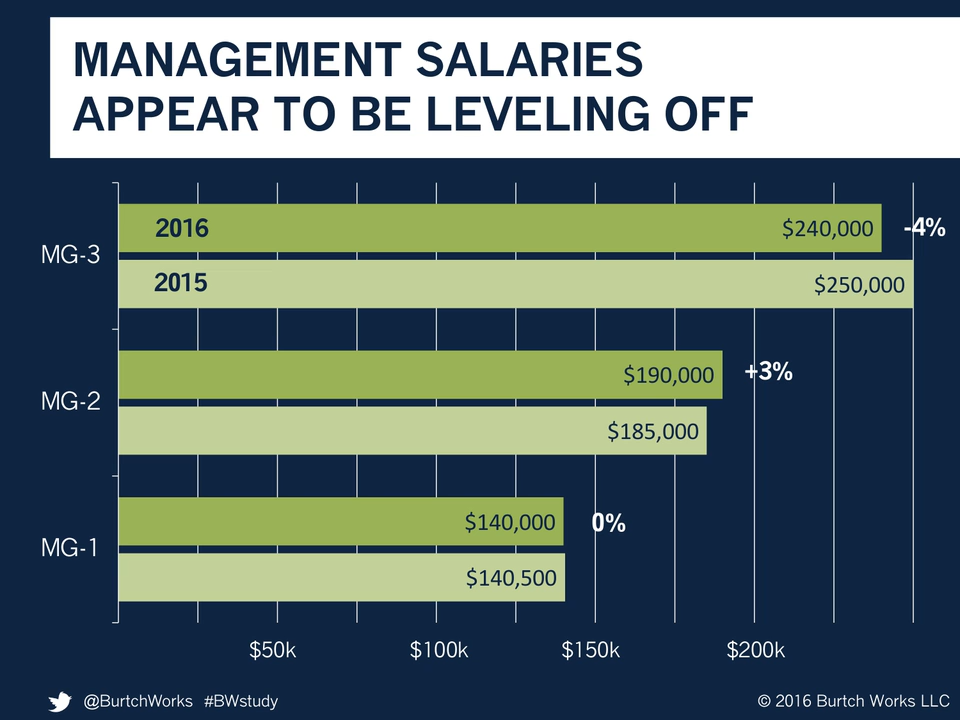 MANAGEMENT SALARIES
APPEAR TO BE LEVELING OFF
MG-3
2016
$240,000
-4%
2015
$250,000
MG-2
$190,000
+3%
$185,000
MG-1
$140,000
0%
$140,500
$50k
$100k
$150k
$200k
@BurtchWorks #BWstudy
© 2016 Burtch Works LLC